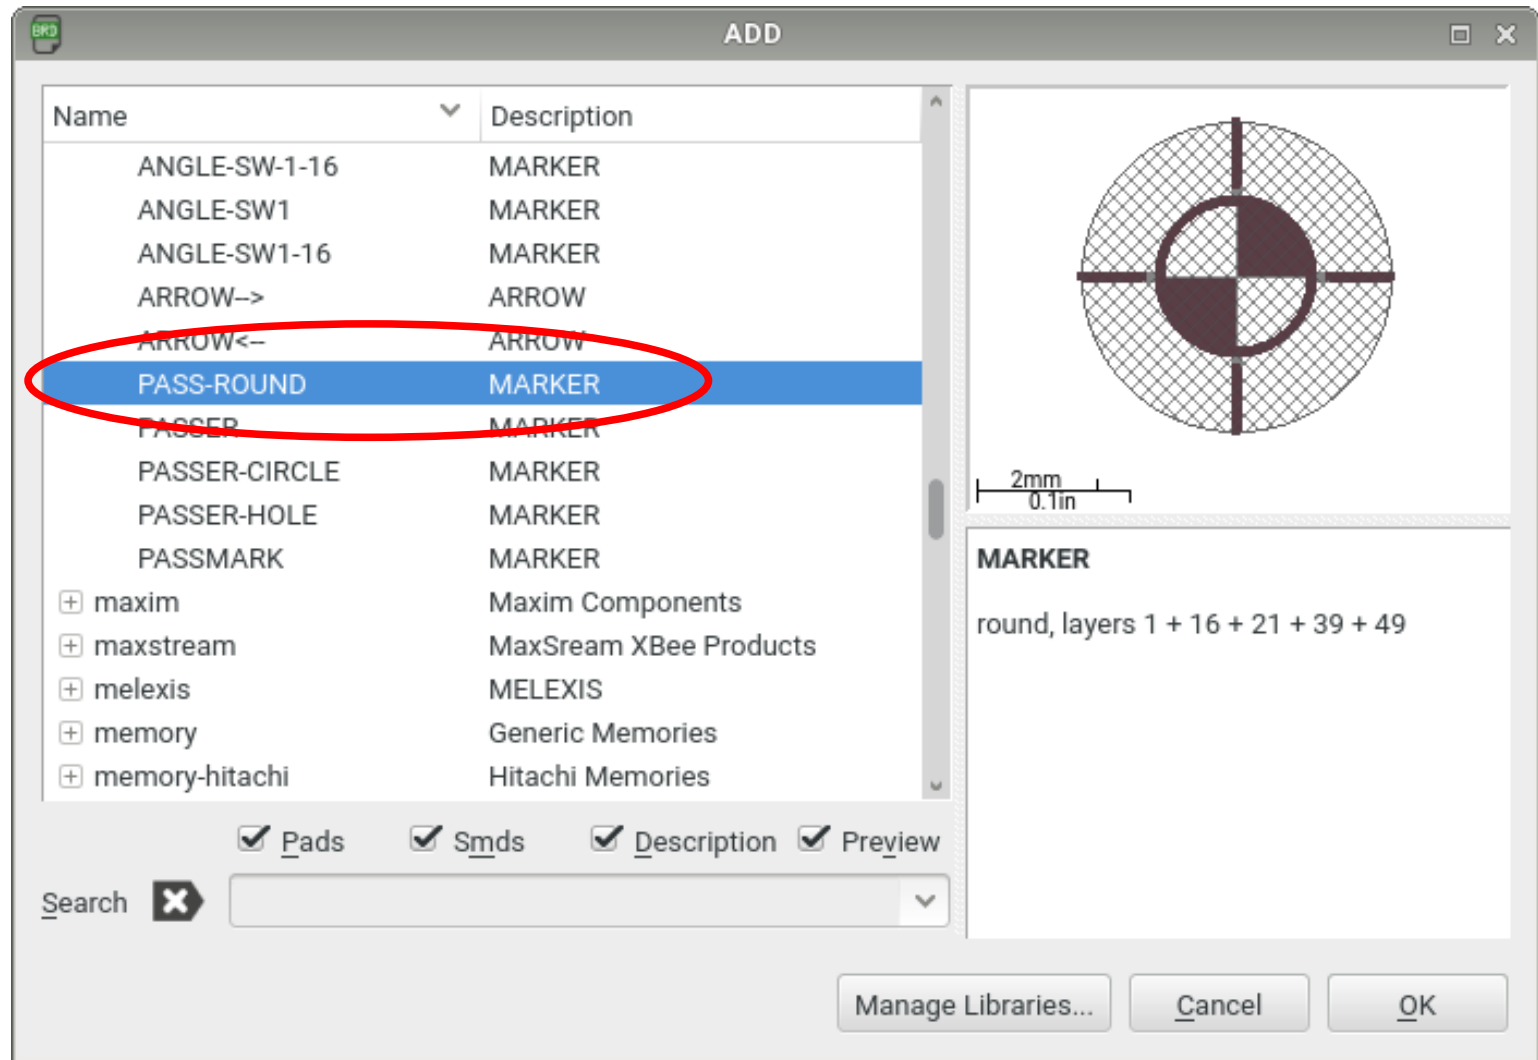 BRD
ADD
Name Description
ANGLE-SW-1-16 MARKER
ANGLE-SW1 MARKER
ANGLE-SW1-16 MARKER
ARROW--> ARROW
ARROW<-- ARROW
PASS-ROUND MARKER
PASSER MARKER
PASSER-CIRCLE MARKER
PASSER-HOLE MARKER
PASSMARK MARKER
maxim Maxim Components
maxstream MaxSream XBee Products
melexis MELEXIS
memory Generic Memories
memory-hitachi Hitachi Memories
Pads Smds Description Preview
Search
2mm
0.1in
MARKER
round, layers 1 + 16 + 21 + 39 + 49
Manage Libraries... Cancel OK